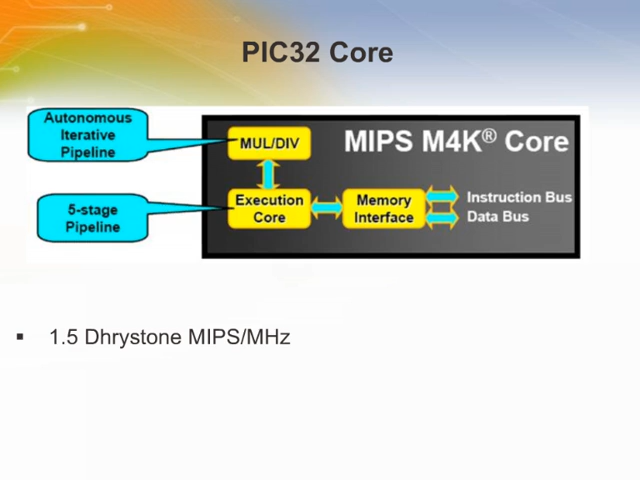 PIC32 Core
Autonomous
Iterative
Pipeline
MUL/DIV
MIPS M4K® Core
5-stage
Pipeline
Execution
Core
Memory
Interface
Instruction Bus
Data Bus
▪ 1.5 Dhrystone MIPS/MHz